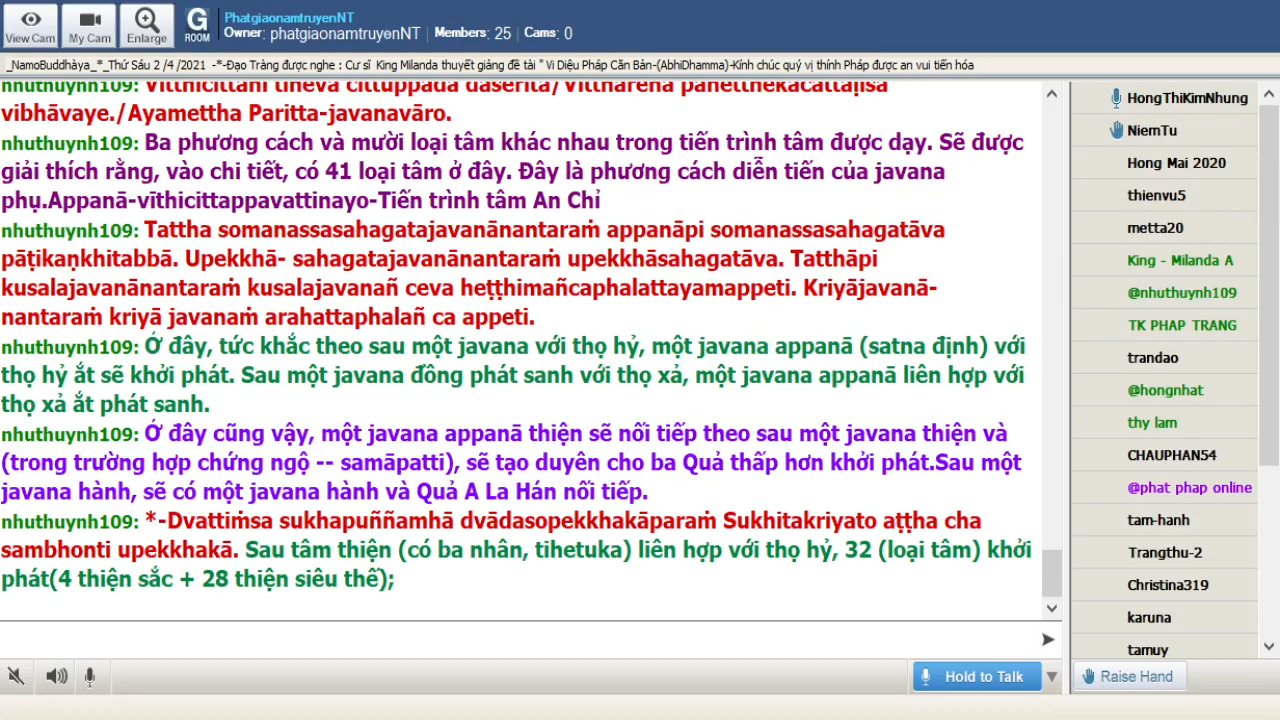 View Cam
My Cam
Enlarge
G
ROOM
PhatgiaonamtruyenNT
Owner: phatgiaonamtruyenNT | Members: 25 | Cams: 0
_NamoBuddhàya_*_Thứ Sáu 2 /4 /2021 -*-Đạo Tràng được nghe : Cư sĩ King Milanda thuyết giảng đề tài " Vi Diệu Pháp Căn Bản-(AbhiDhamma)-Kính chúc quý vị thính Pháp được an vui tiến hóa
nhuthuynh109: Vītthicittāni tīneva cittuppādā daserita/Vitthārena panetthekacattāḷīsa
vibhāvaye./Ayamettha Paritta-javanavāro.
nhuthuynh109: Ba phương cách và mười loại tâm khác nhau trong tiến trình tâm được dạy. Sẽ được
giải thích rằng, vào chi tiết, có 41 loại tâm ở đây. Đây là phương cách diễn tiến của javana
phụ.Appanā-vīthicittappavattinayo-Tiến trình tâm An Chỉ
nhuthuynh109: Tattha somanassasahagatajavanānantaraṁ appanāpi somanassasahagatāva
pāṭikaṇkhitabbā. Upekkhā- sahagatajavanānantaraṁ upekkhāsahagatāva. Tatthāpi
kusalajavanānantaraṁ kusalajavanañ ceva heṭṭhimañcaphalattayamappeti. Kriyājavanā-
nantaraṁ kriyā javanaṁ arahattaphalañ ca appeti.
nhuthuynh109: Ở đây, tức khắc theo sau một javana với thọ hỷ, một javana appanā (satna định) với
thọ hỷ ắt sẽ khởi phát. Sau một javana đông phát sanh với thọ xả, một javana appanā liên hợp với
thọ xả ắt phát sanh.
nhuthuynh109: Ở đây cũng vậy, một javana appanā thiện sẽ nối tiếp theo sau một javana thiện và
(trong trường hợp chứng ngộ -- samāpatti), sẽ tạo duyên cho ba Quả thấp hơn khởi phát.Sau một
javana hành, sẽ có một javana hành và Quả A La Hán nối tiếp.
nhuthuynh109: *-Dvattiṁsa sukhapuññamhā dvādasopekkhakāparaṁ Sukhitakriyato aṭṭha cha
sambhonti upekkhakā. Sau tâm thiện (có ba nhân, tihetuka) liên hợp với thọ hỷ, 32 (loại tâm) khởi
phát(4 thiện sắc + 28 thiện siêu thế);
HongThiKimNhung
NiemTu
Hong Mai 2020
thienvu5
metta20
King - Milanda A
@nhuthuynh109
TK PHAP TRANG
trandao
@hongnhat
thy lam
CHAUPHAN54
@phat phap online
tam-hanh
Trangthu-2
Christina319
karuna
tamuy
Hold to Talk
Raise Hand